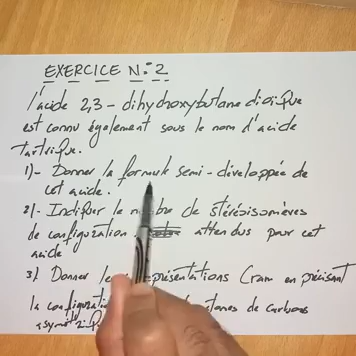 EXERCICE N:2
l'acide 2,3-dihydroxybutane dioïque
est connu également sous le nom d'acide
tartrique.
1)- Donner la formule semi-développée de
cet acide.
2)- Indiquer le nombre de stéréoisomères
de configuration attendus pour cet
acide
3) Donner les représentations Cram en précisant
la de carbone